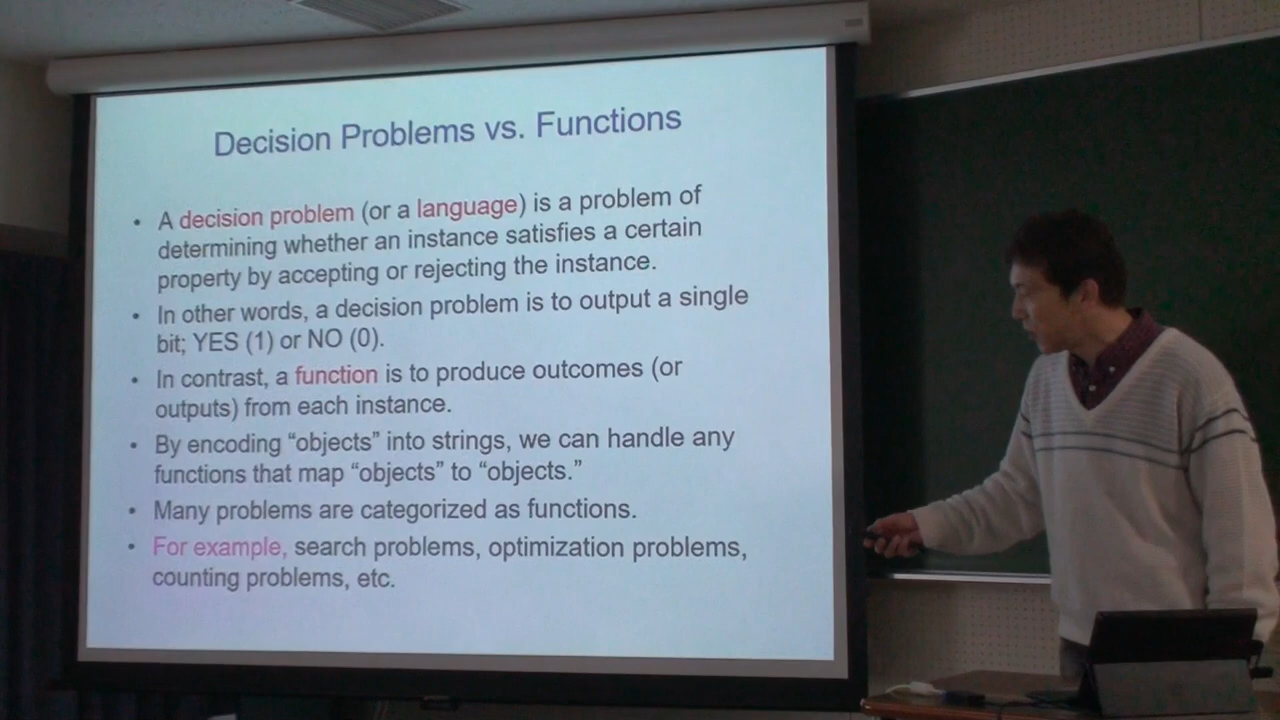 Decision Problems vs. Functions
• A decision problem (or a language) is a problem of
determining whether an instance satisfies a certain
property by accepting or rejecting the instance.
• In other words, a decision problem is to output a single
bit; YES (1) or NO (0).
• In contrast, a function is to produce outcomes (or
outputs) from each instance.
• By encoding “objects” into strings, we can handle any
functions that map “objects” to “objects.”
• Many problems are categorized as functions.
• For example, search problems, optimization problems,
counting problems, etc.